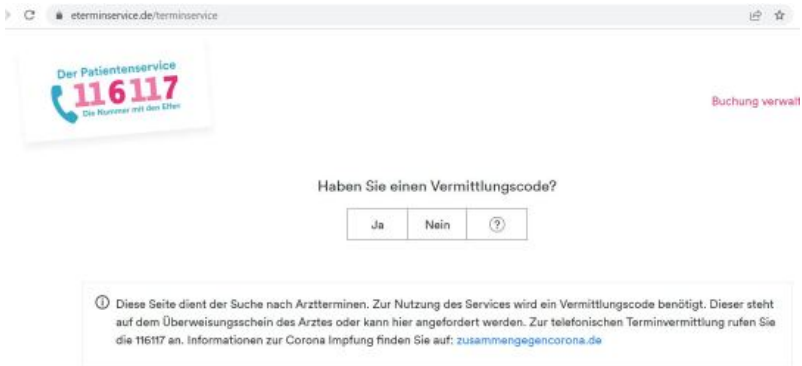 eterminservice.de/terminservice
Der Patientenservice
116117
Die Nummer mit den Elfen
Buchung verwalt
Haben Sie einen Vermittlungscode?
Ja Nein ?
Diese Seite dient der Suche nach Arztterminen. Zur Nutzung des Services wird ein Vermittlungscode benötigt. Dieser steht
auf dem Überweisungsschein des Arztes oder kann hier angefordert werden. Zur telefonischen Terminvermittlung rufen Sie
die 116117 an. Informationen zur Corona Impfung finden Sie auf: zusammengegencorona.de